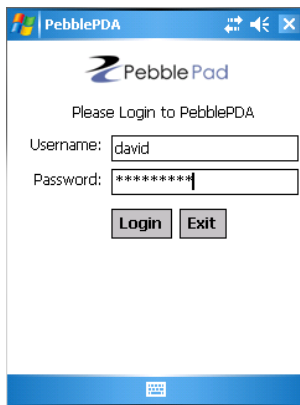 PebblePDA
PebblePad
Please Login to PebblePDA
Username: david
Password: *********
Login Exit